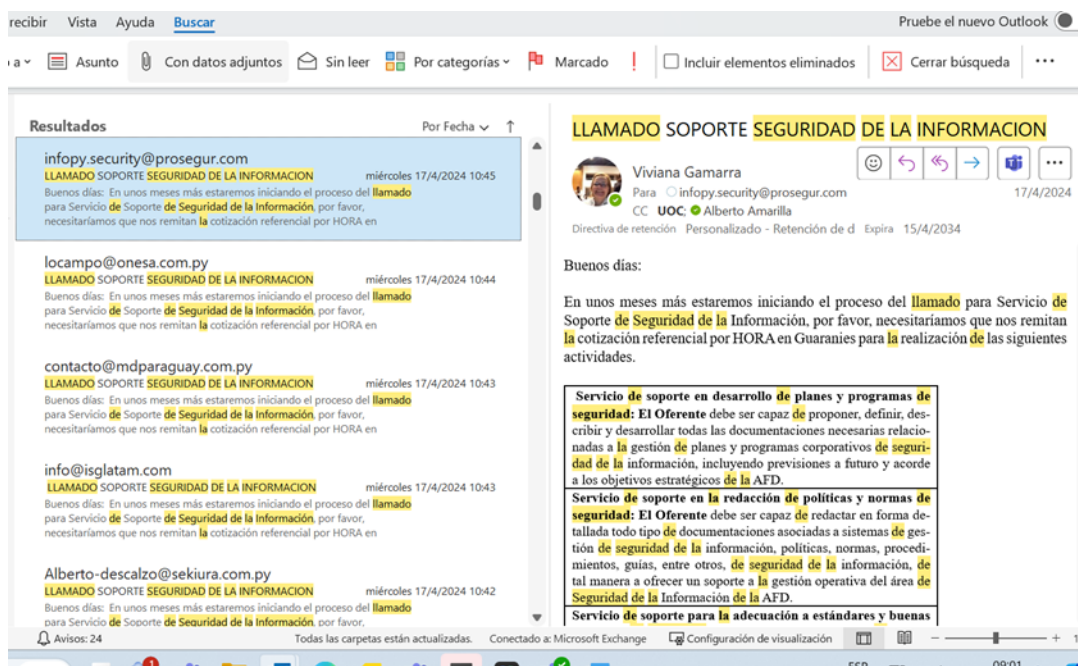 recibir Vista Ayuda Buscar Pruebe el nuevo Outlook
a Asunto Con datos adjuntos Sin leer Por categorías Marcado Incluir elementos eliminados Cerrar búsqueda
Resultados Por Fecha
infopy.security@prosegur.com
LLAMADO SOPORTE SEGURIDAD DE LA INFORMACION miércoles 17/4/2024 10:45
Buenos días: En unos meses más estaremos iniciando el proceso del llamado
para Servicio de Soporte de Seguridad de la Información, por favor,
necesitaríamos que nos remitan la cotización referencial por HORA en
locampo@onesa.com.py
LLAMADO SOPORTE SEGURIDAD DE LA INFORMACION miércoles 17/4/2024 10:44
Buenos días: En unos meses más estaremos iniciando el proceso del llamado
para Servicio de Soporte de Seguridad de la Información, por favor,
necesitaríamos que nos remitan la cotización referencial por HORA en
contacto@mdparaguay.com.py
LLAMADO SOPORTE SEGURIDAD DE LA INFORMACION miércoles 17/4/2024 10:43
Buenos días: En unos meses más estaremos iniciando el proceso del llamado
para Servicio de Soporte de Seguridad de la Información, por favor,
necesitaríamos que nos remitan la cotización referencial por HORA en
info@isglatam.com
LLAMADO SOPORTE SEGURIDAD DE LA INFORMACION miércoles 17/4/2024 10:43
Buenos días: En unos meses más estaremos iniciando el proceso del llamado
para Servicio de Soporte de Seguridad de la Información, por favor,
necesitaríamos que nos remitan la cotización referencial por HORA en
Alberto-descalzo@sekiura.com.py
LLAMADO SOPORTE SEGURIDAD DE LA INFORMACION miércoles 17/4/2024 10:42
Buenos días: En unos meses más estaremos iniciando el proceso del llamado
para Servicio de Soporte de Seguridad de la Información, por favor,
LLAMADO SOPORTE SEGURIDAD DE LA INFORMACION
Viviana Gamarra
Para infopy.security@prosegur.com 17/4/2024
CC UOC; Alberto Amarilla
Directiva de retención Personalizado - Retención de d Expira 15/4/2034
Buenos días:
En unos meses más estaremos iniciando el proceso del llamado para Servicio de
Soporte de Seguridad de la Información, por favor, necesitaríamos que nos remitan
la cotización referencial por HORA en Guaranies para la realización de las siguientes
actividades.
Servicio de soporte en desarrollo de planes y programas de
seguridad: El Oferente debe ser capaz de proponer, definir, des-
cribir y desarrollar todas las documentaciones necesarias relacio-
nadas a la gestión de planes y programas corporativos de seguri-
dad de la información, incluyendo previsiones a futuro y acorde
a los objetivos estratégicos de la AFD.
Servicio de soporte en la redacción de políticas y normas de
seguridad: El Oferente debe ser capaz de redactar en forma de-
tallada todo tipo de documentaciones asociadas a sistemas de ges-
tión de seguridad de la información, políticas, normas, procedi-
mientos, guías, entre otros, de seguridad de la información, de
tal manera a ofrecer un soporte a la gestión operativa del área de
Seguridad de la Información de la AFD.
Servicio de soporte para la adecuación a estándares y buenas
Avisos: 24 Todas las carpetas están actualizadas. Conectado a: Microsoft Exchange Configuración de visualización 1
ESP 09:01